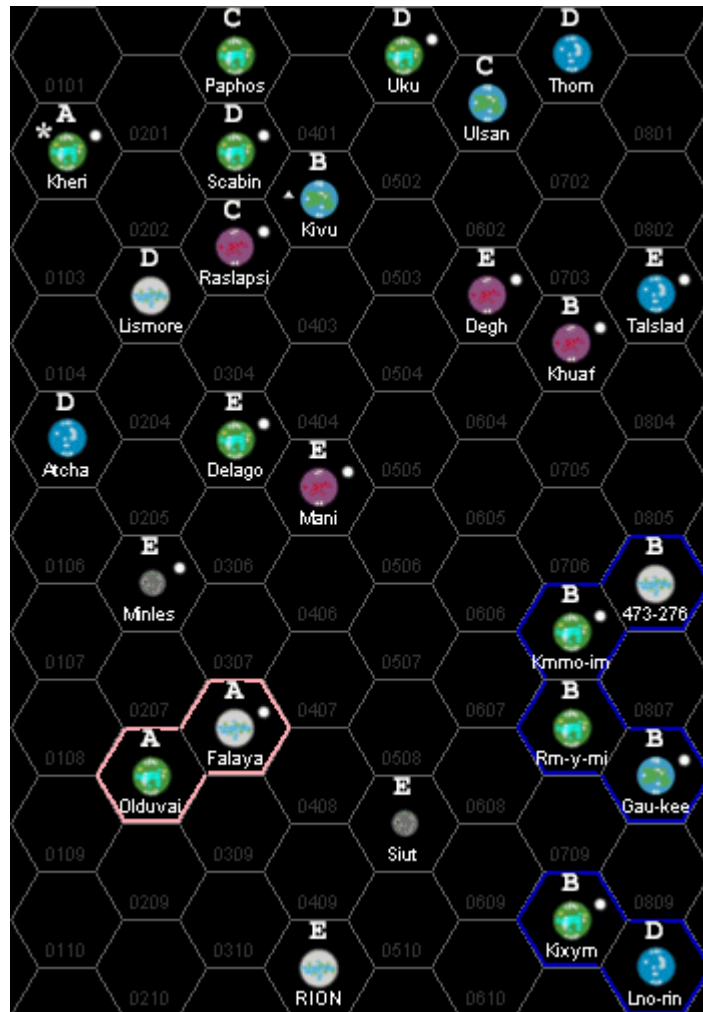 C D D
C
0101 Paphos Uku Thorn
A D
* 0201 0401 Ulsan 0801
B
Kheri Scabin 0502 0702
C
0202 Kivu 0602 0802
D E E
0103 Raslapsi 0503 0703
B
Lismore 0403 Degh Talslad
0104 0304 0504 Khuaf
D E
0204 0404 0604 0804
E
Atcha Delago 0505 0705
0205 Mani 0605 0805
E B
0106 0306 0706
B
Minles 0406 0606 473-276
0107 0307 0507 Kmmo-im
A B
0207 0407 0607 0807
A B
0108 Falaya 0508 Rm-y-mi
E
Olduvai 0408 0608 Gau-kee
0109 0309 Siut 0709
B
0209 0409 0609 0809
E D
0110 0310 0510 Kixym
0210 RION 0610 Lno-rin